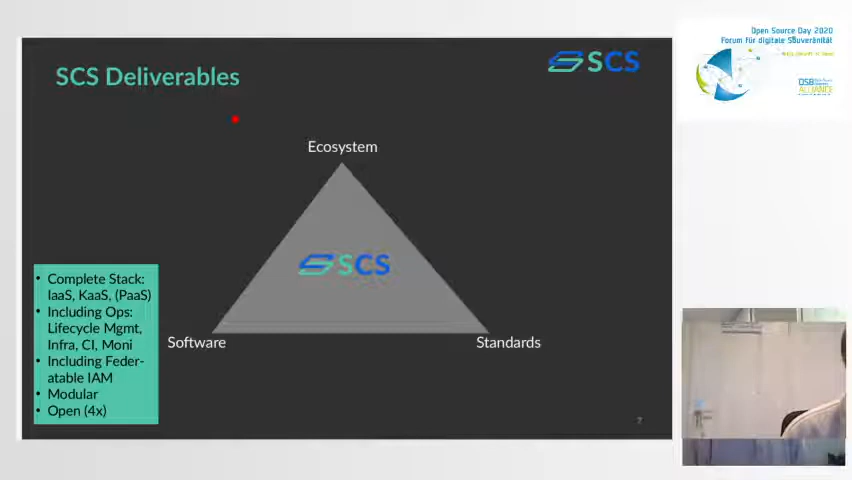 SCS Deliverables
SCS
Ecosystem
SCS
Software
Standards
• Complete Stack:
IaaS, KaaS, (PaaS)
• Including Ops:
Lifecycle Mgmt,
Infra, CI, Moni
• Including Feder-
atable IAM
• Modular
• Open (4x)
7
Open Source Day 2020
Forum für digitale Souveränität
OSB
ALLIANCE